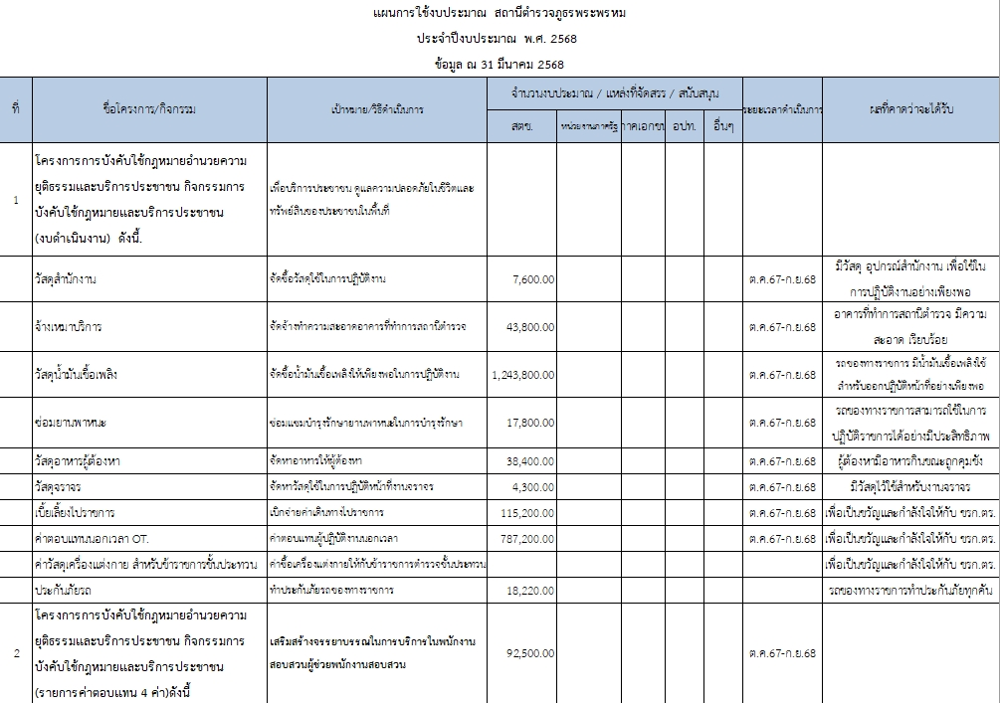 แผนการใช้งบประมาณ สถานีตำรวจภูธรพระพรหม
ประจำปีงบประมาณ พ.ศ. 2568
ข้อมูล ณ 31 มีนาคม 2568
ที่ ชื่อโครงการ/กิจกรรม เป้าหมาย/วิธีดำเนินการ จำนวนงบประมาณ / แหล่งที่จัดสรร / สนับสนุน ระยะเวลาดำเนินการ ผลที่คาดว่าจะได้รับ
สตช. หน่วยงานภาครัฐ ภาคเอกชน อปท. อื่นๆ
1 โครงการการบังคับใช้กฎหมายอำนวยความ
ยุติธรรมและบริการประชาชน กิจกรรมการ
บังคับใช้กฎหมายและบริการประชาชน
(งบดำเนินงาน) ดังนี้.
เพื่อบริการประชาชน ดูแลความปลอดภัยในชีวิตและ
ทรัพย์สินของประชาชนในพื้นที่
วัสดุสำนักงาน จัดซื้อวัสดุใช้ในการปฏิบัติงาน 7,600.00 ต.ค.67-ก.ย.68 มีวัสดุ อุปกรณ์สำนักงาน เพื่อใช้ใน
การปฏิบัติงานอย่างเพียงพอ
จ้างเหมาบริการ จัดจ้างทำความสะอาดอาคารที่ทำการสถานีตำรวจ 43,800.00 ต.ค.67-ก.ย.68 อาคารที่ทำการสถานีตำรวจ มีความ
สะอาด เรียบร้อย
วัสดุน้ำมันเชื้อเพลิง จัดซื้อน้ำมันเชื้อเพลิงให้เพียงพอในการปฏิบัติงาน 1,243,800.00 ต.ค.67-ก.ย.68 รถของทางราชการ มีน้ำมันเชื้อเพลิงใช้
สำหรับออกปฏิบัติหน้าที่อย่างเพียงพอ
ซ่อมยานพาหนะ ซ่อมแซมบำรุงรักษายานพาหนะในการบำรุงรักษา 17,800.00 ต.ค.67-ก.ย.68 รถของทางราชการสามารถใช้ในการ
ปฏิบัติราชการได้อย่างมีประสิทธิภาพ
วัสดุอาหารผู้ต้องหา จัดหาอาหารให้ผู้ต้องหา 38,400.00 ต.ค.67-ก.ย.68 ผู้ต้องหามีอาหารกินขณะถูกคุมขัง
วัสดุจราจร จัดหาวัสดุใช้ในการปฏิบัติหน้าที่งานจราจร 4,300.00 ต.ค.67-ก.ย.68 มีวัสดุไว้ใช้สำหรับงานจราจร
เบี้ยเลี้ยงไปราชการ เบิกจ่ายค่าเดินทางไปราชการ 115,200.00 ต.ค.67-ก.ย.68 เพื่อเป็นขวัญและกำลังใจให้กับ ขรก.ตร.
ค่าตอบแทนนอกเวลา OT. ค่าตอบแทนผู้ปฏิบัติงานนอกเวลา 787,200.00 ต.ค.67-ก.ย.68 เพื่อเป็นขวัญและกำลังใจให้กับ ขรก.ตร.
ค่าวัสดุเครื่องแต่งกาย สำหรับข้าราชการชั้นประทวน ค่าซื้อเครื่องแต่งกายให้กับข้าราชการตำรวจชั้นประทวน เพื่อเป็นขวัญและกำลังใจให้กับ ขรก.ตร.
ประกันภัยรถ ทำประกันภัยรถของทางราชการ 18,220.00 รถของทางราชการทำประกันภัยทุกคัน
2 โครงการการบังคับใช้กฎหมายอำนวยความ
ยุติธรรมและบริการประชาชน กิจกรรมการ
บังคับใช้กฎหมายและบริการประชาชน
(รายการค่าตอบแทน 4 ค่า)ดังนี้
เสริมสร้างจรรยาบรรณในการบริการในพนักงาน
สอบสวนผู้ช่วยพนักงานสอบสวน
92,500.00 ต.ค.67-ก.ย.68